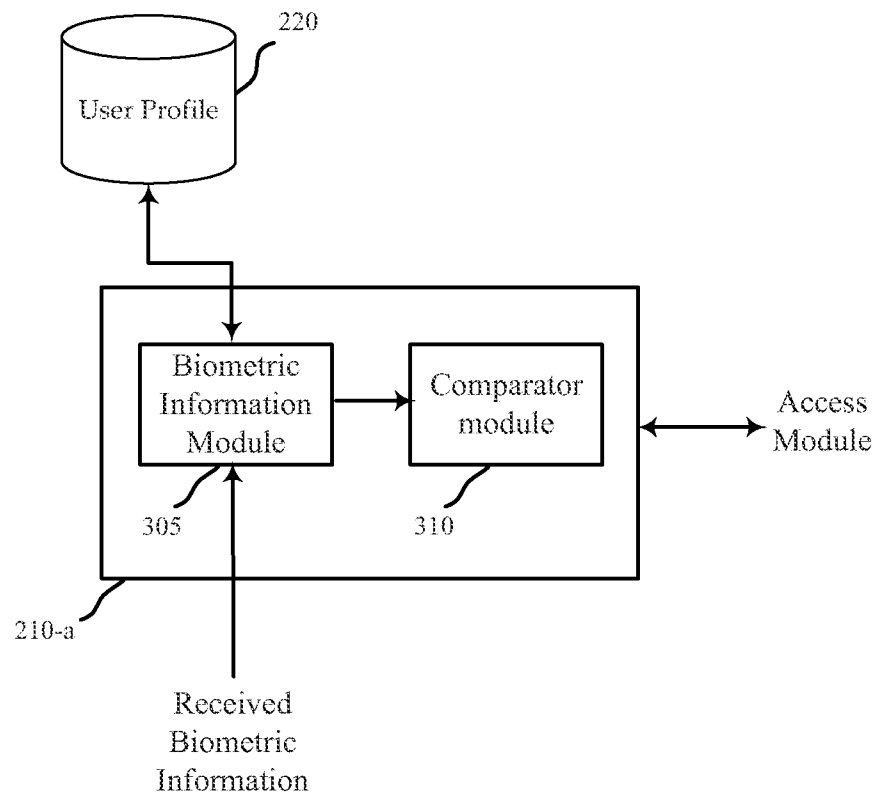 220
User Profile
Biometric
Information
Module
Comparator
module
Access
Module
305
310
210-a
Received
Biometric
Information